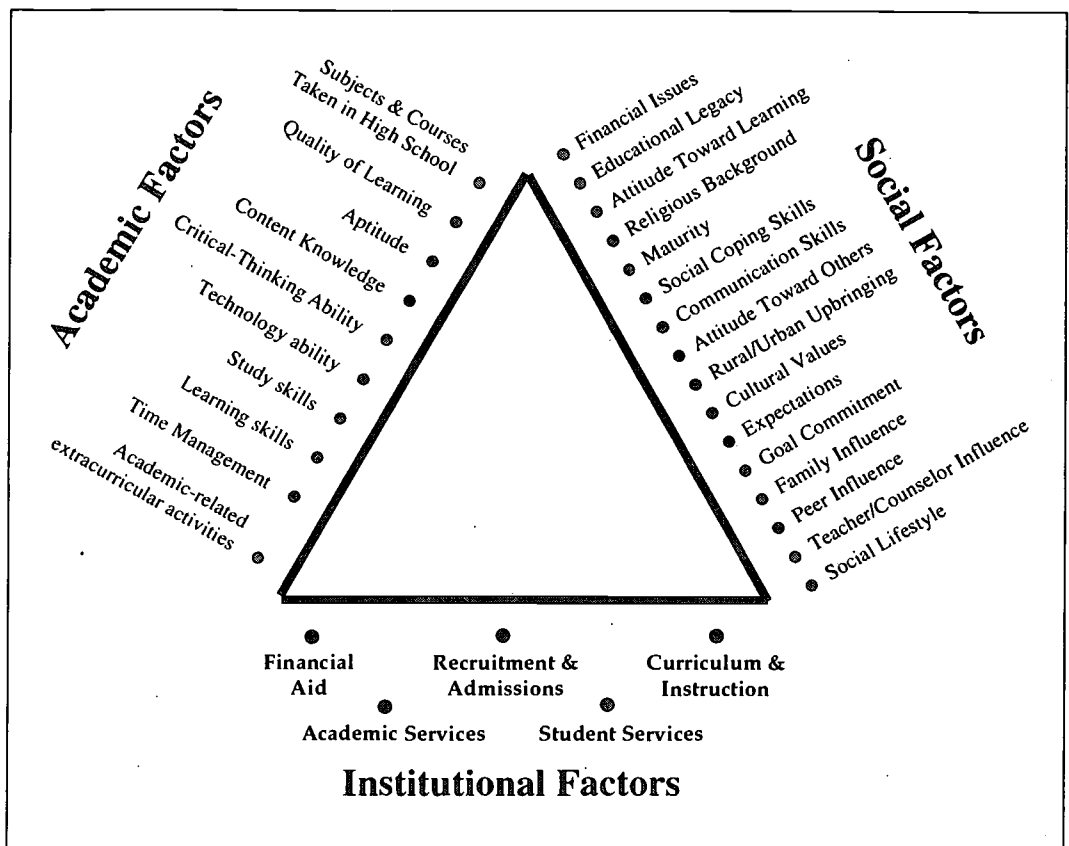 Academic Factors
Subjects & Courses
Taken in High School
Quality of Learning
Aptitude
Content Knowledge
Critical-Thinking Ability
Technology ability
Study skills
Learning skills
Time Management
Academic-related
extracurricular activities
Social Factors
Financial Issues
Educational Legacy
Attitude Toward Learning
Religious Background
Maturity
Social Coping Skills
Communication Skills
Attitude Toward Others
Rural/Urban Upbringing
Cultural Values
Expectations
Goal Commitment
Family Influence
Peer Influence
Teacher/Counselor Influence
Social Lifestyle
Financial
Aid
Recruitment &
Admissions
Curriculum &
Instruction
Academic Services
Student Services
Institutional Factors